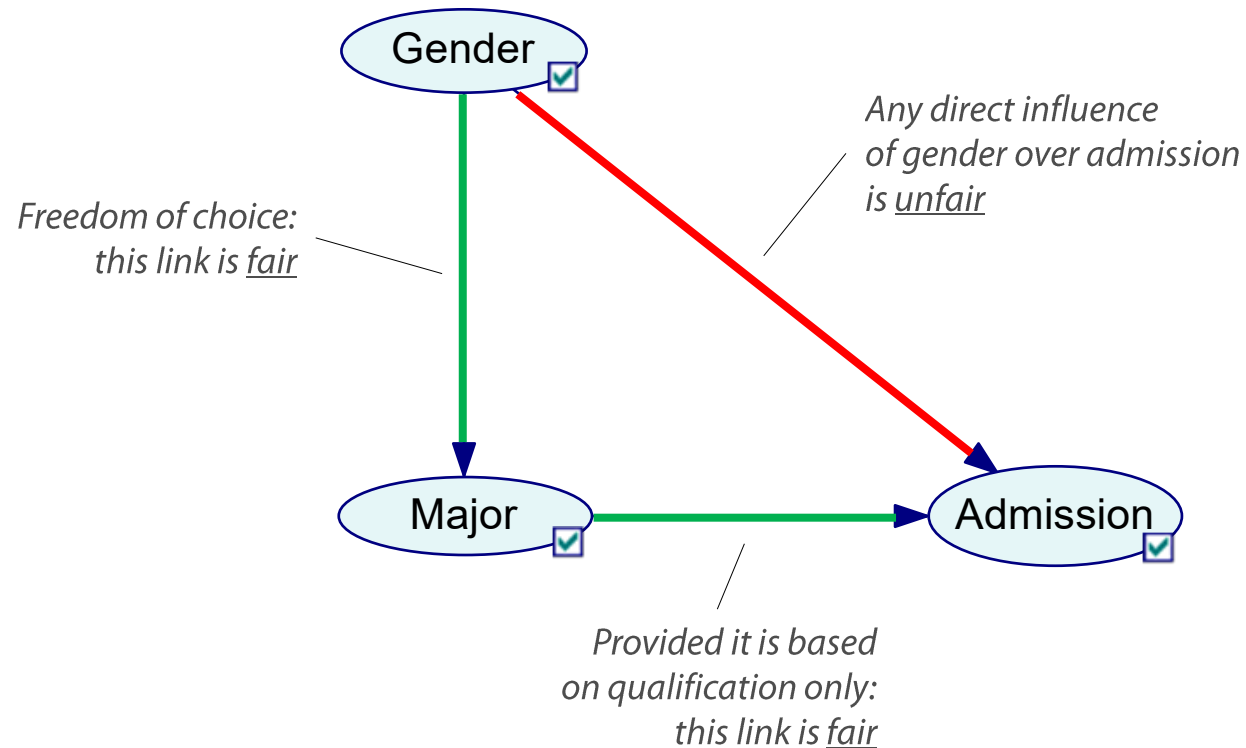 Gender
Any direct influence
of gender over admission
is unfair
Freedom of choice:
this link is fair
Major
Admission
Provided it is based
on qualification only:
this link is fair